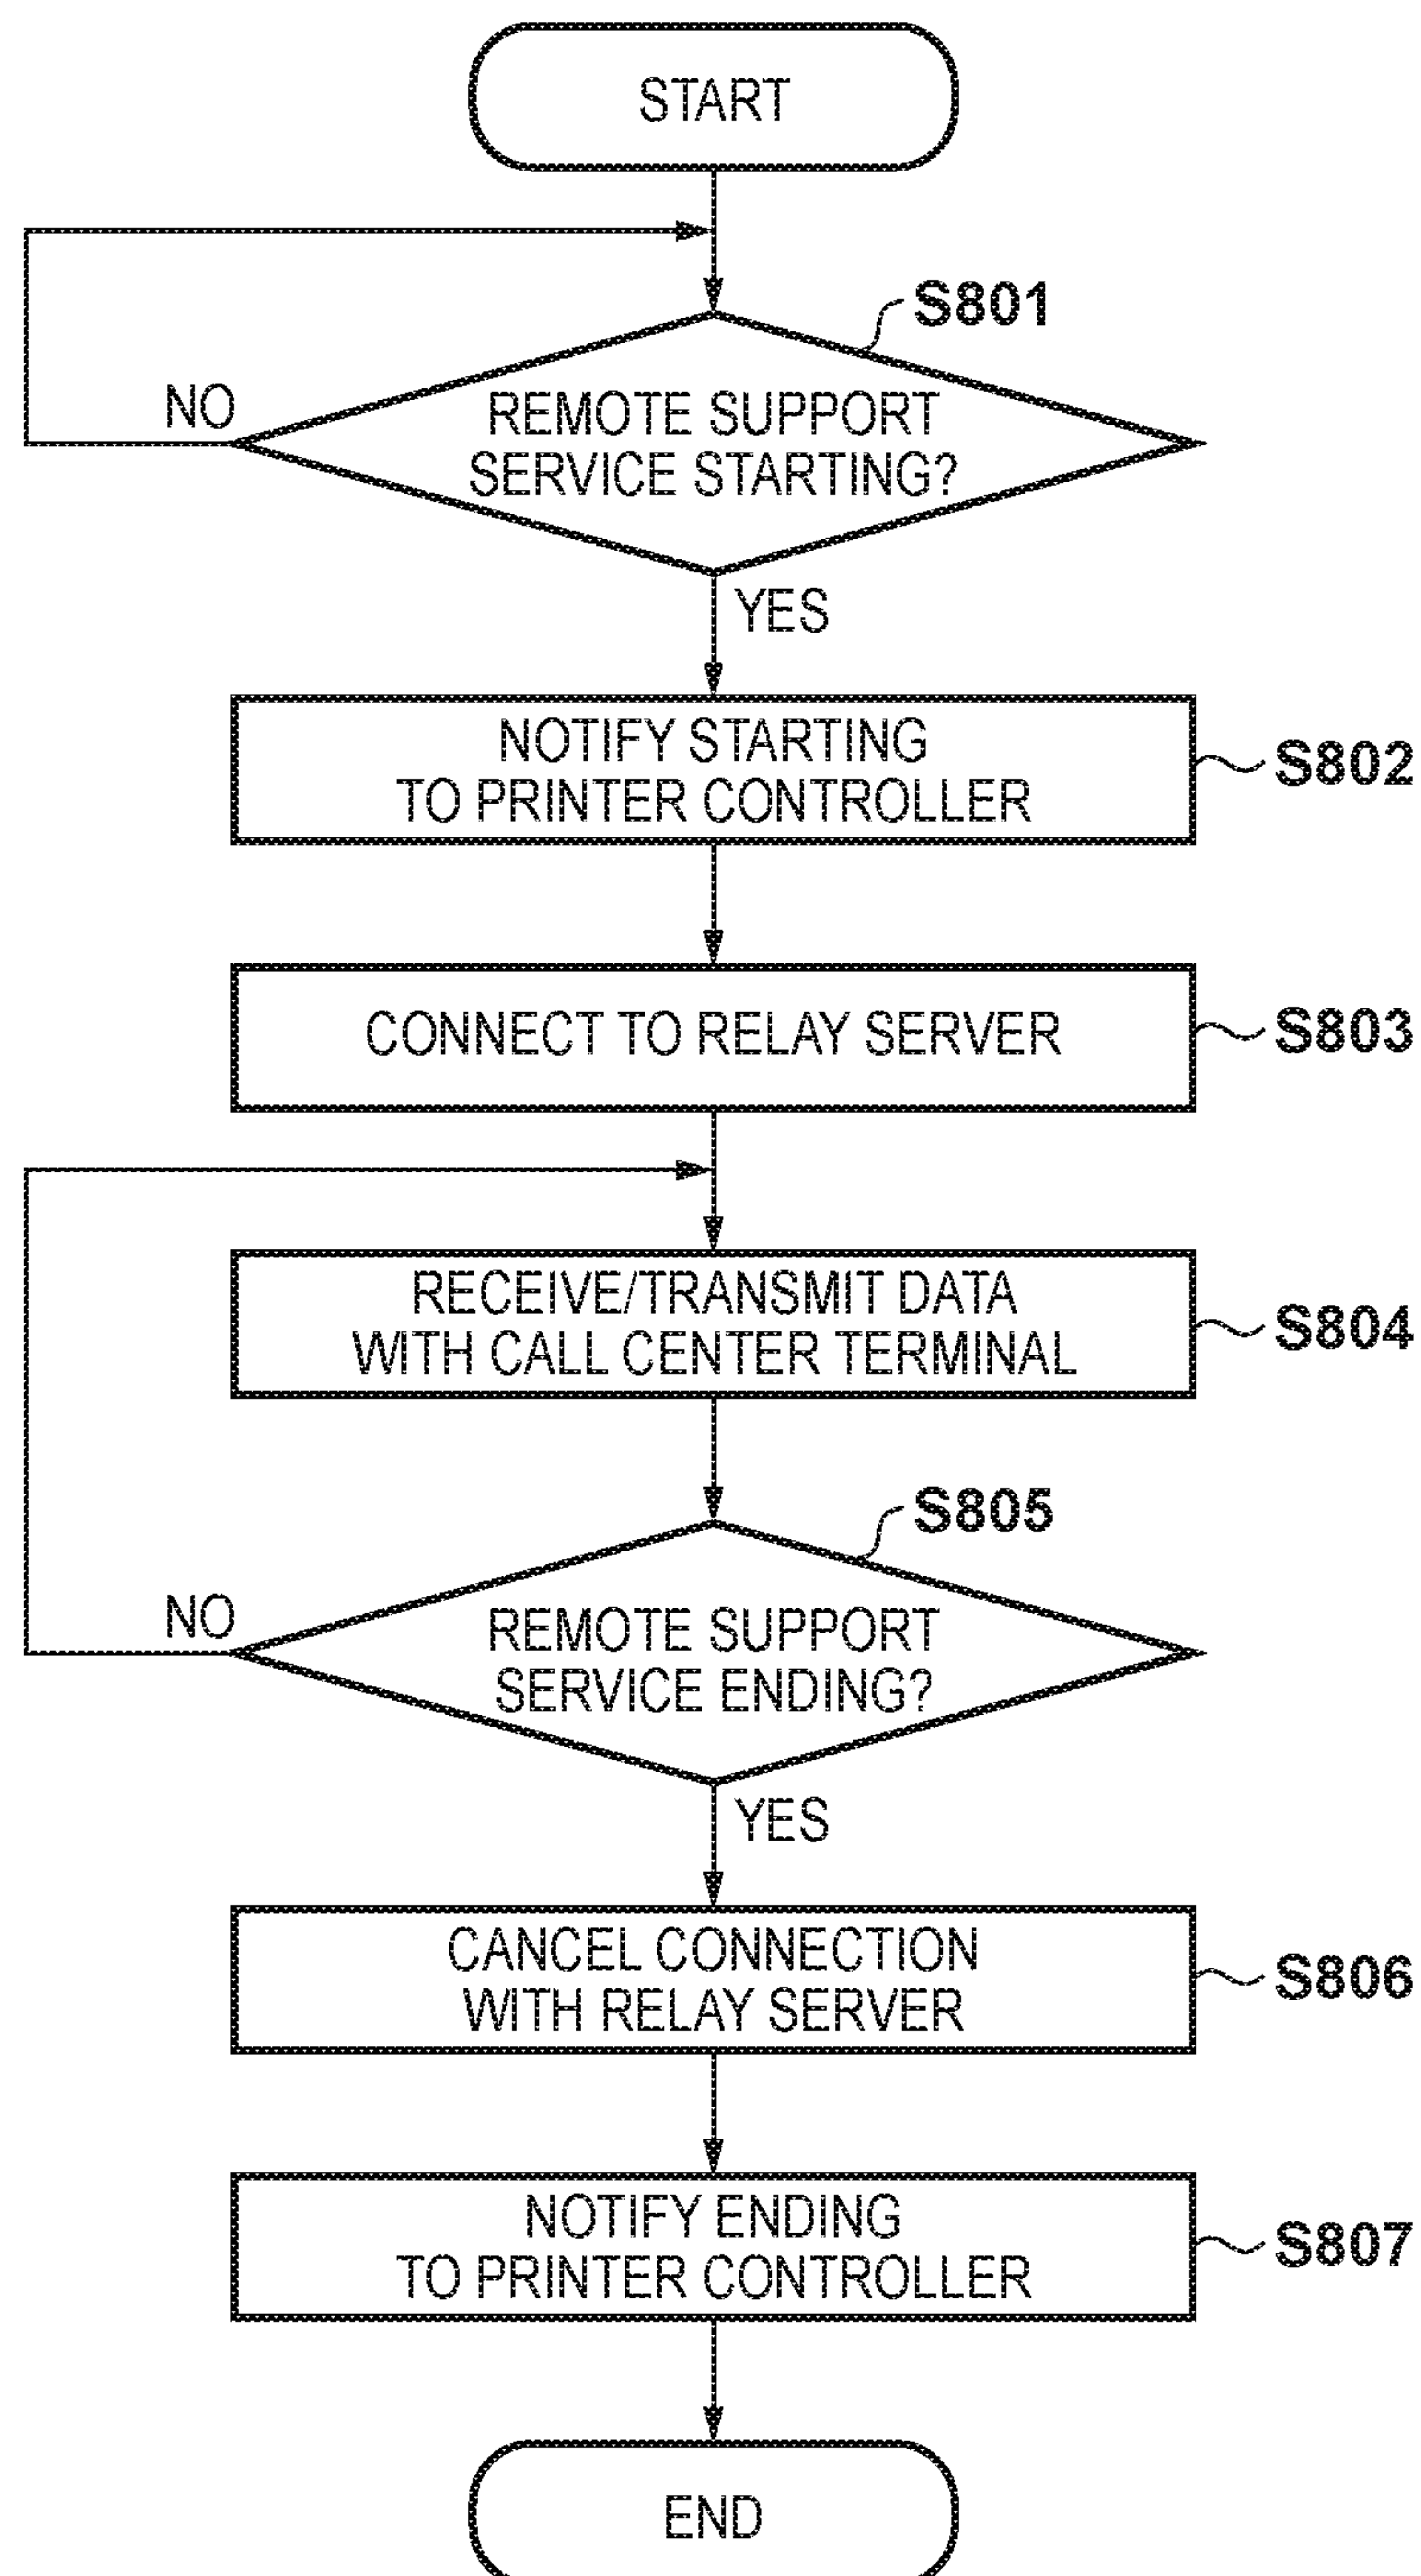 START
S801
NO
REMOTE SUPPORT
SERVICE STARTING?
YES
NOTIFY STARTING
TO PRINTER CONTROLLER
S802
CONNECT TO RELAY SERVER
S803
RECEIVE/TRANSMIT DATA
WITH CALL CENTER TERMINAL
S804
S805
NO
REMOTE SUPPORT
SERVICE ENDING?
YES
CANCEL CONNECTION
WITH RELAY SERVER
S806
NOTIFY ENDING
TO PRINTER CONTROLLER
S807
END